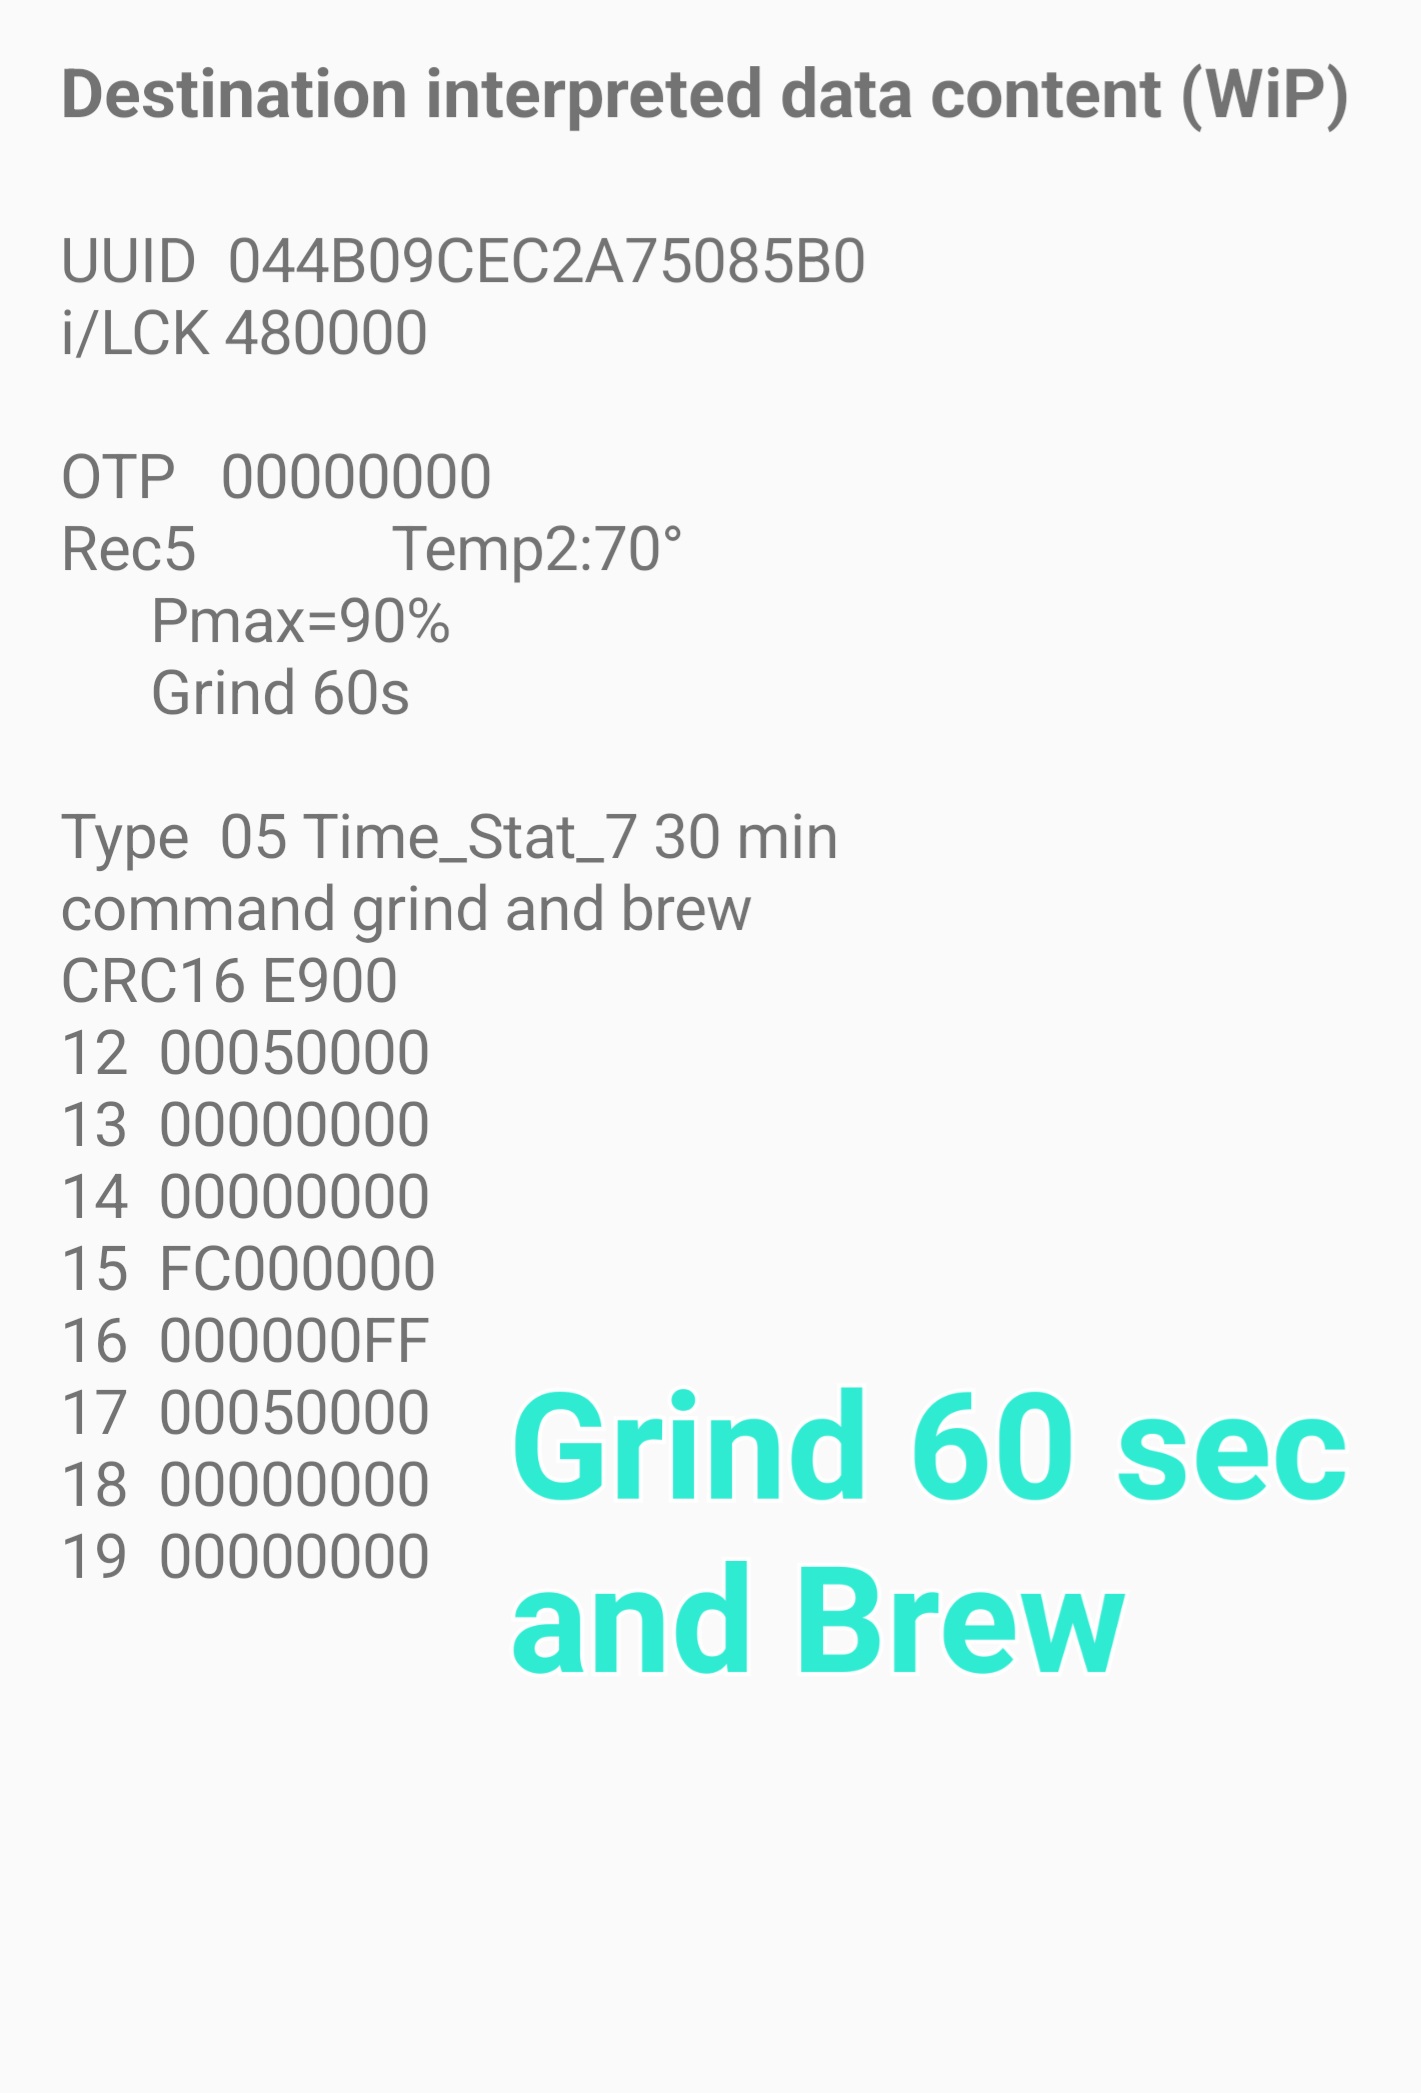 Destination interpreted data content (WiP)
UUID 044B09CEC2A75085B0
i/LCK 480000
OTP 00000000
Rec5 Temp2:70°
Pmax=90%
Grind 60s
Type 05 Time_Stat_7 30 min
command grind and brew
CRC16 E900
12 00050000
13 00000000
14 00000000
15 FC000000
16 000000FF
17 00050000
18 00000000
19 00000000
Grind 60 sec
and Brew